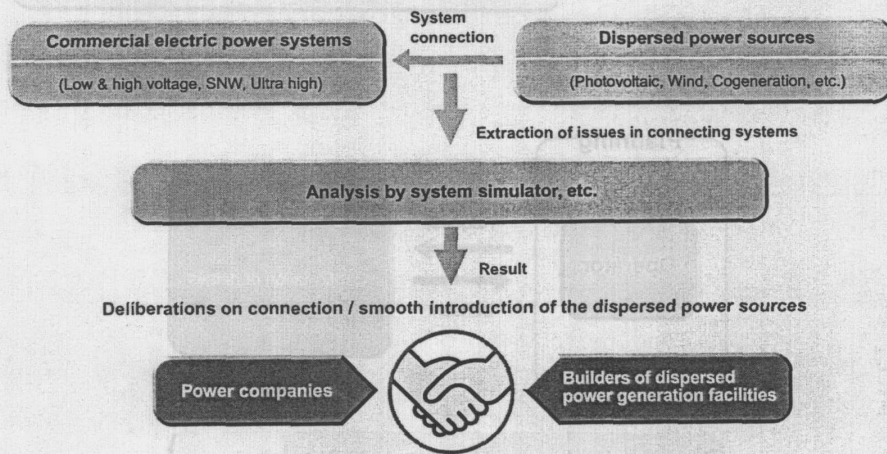 System
connection
Commercial electric power systems
(Low & high voltage, SNW, Ultra high)
Dispersed power sources
(Photovoltaic, Wind, Cogeneration, etc.)
Extraction of issues in connecting systems
Analysis by system simulator, etc.
Result
Deliberations on connection / smooth introduction of the dispersed power sources
Power companies
Builders of dispersed
power generation facilities